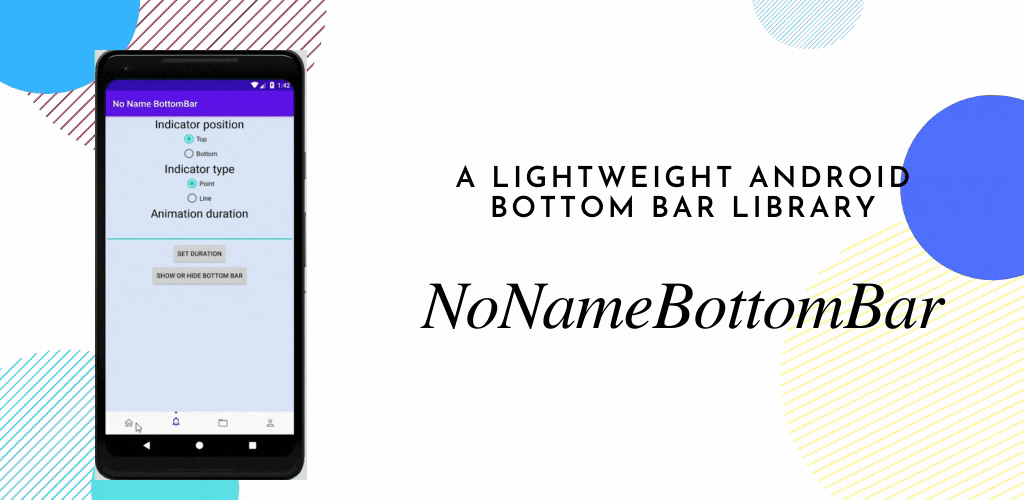 1:42
No Name BottomBar
Indicator position
Top
Bottom
Indicator type
Point
Line
Animation duration
SET DURATION
SHOW OR HIDE BOTTOM BAR
A LIGHTWEIGHT ANDROID
BOTTOM BAR LIBRARY
NoNameBottomBar